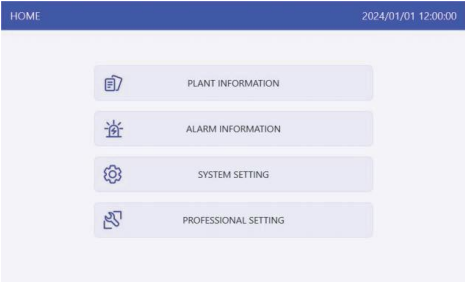 HOME
2024/01/01 12:00:00
PLANT INFORMATION
ALARM INFORMATION
SYSTEM SETTING
PROFESSIONAL SETTING